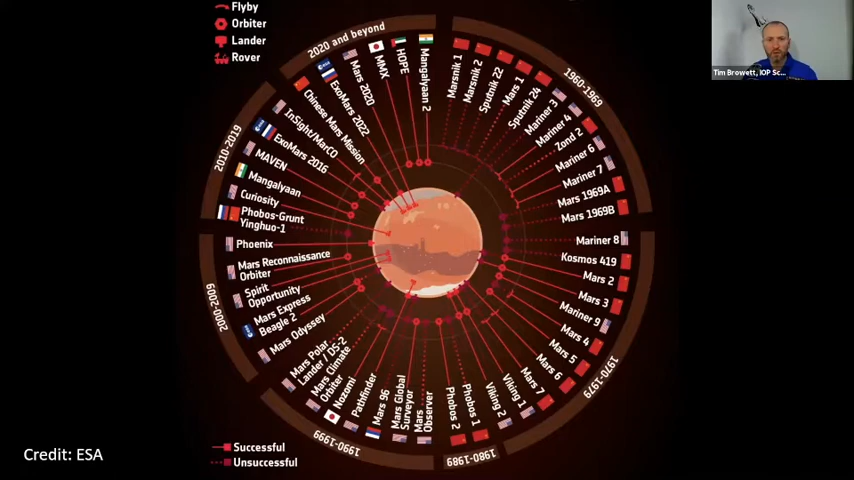 Flyby
Orbiter
Lander
Rover
Tim Browett, IOP Sc...
1960-1969
Marsnik 1
Marsnik 2
Sputnik 22
Mars 1
Sputnik 24
Mariner 3
Mariner 4
Zond 2
Mariner 6
Mariner 7
Mars 1969A
Mars 1969B
1970-1979
Mariner 8
Kosmos 419
Mars 2
Mars 3
Mariner 9
Mars 4
Mars 5
Mars 6
Mars 7
Viking 1
Viking 2
1980-1989
Phobos 1
Phobos 2
1990-1999
Mars
Observer
Mars Global
Surveyor
Mars 96
Pathfinder
Nozomi
Mars Climate
Orbiter
Mars Polar
Lander / DS-2
2000-2009
Mars Odyssey
Mars Express
Beagle 2
Spirit
Opportunity
Mars Reconnaissance
Orbiter
Phoenix
2010-2019
Phobos-Grunt
Yinghuo-1
Curiosity
Mangalyaan
MAVEN
ExoMars 2016
InSight/MarCO
2020 and beyond
Chinese Mars Mission
ExoMars 2022
Mars 2020
MMX
HOPE
Mangalyaan 2
Successful
Unsuccessful
Credit: ESA